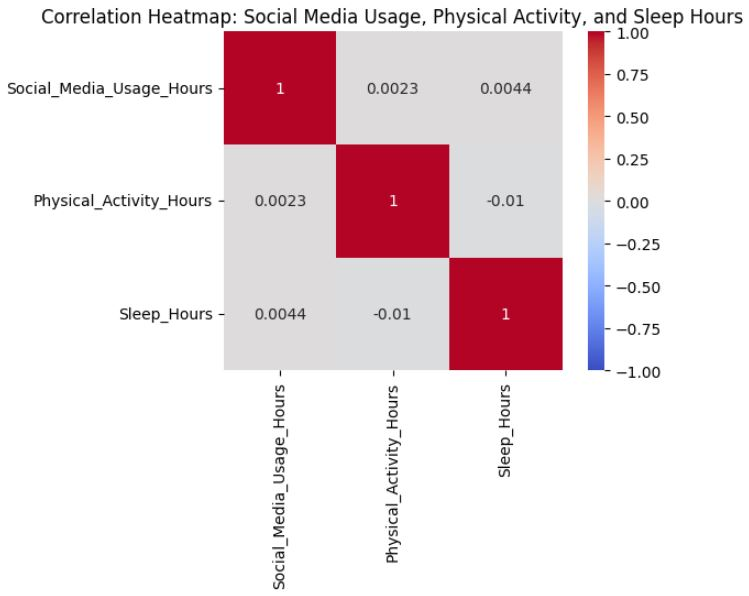 Correlation Heatmap: Social Media Usage, Physical Activity, and Sleep Hours
Social_Media_Usage_Hours
1
0.0023
0.0044
Physical_Activity_Hours
0.0023
1
-0.01
Sleep_Hours
0.0044
-0.01
1
Social_Media_Usage_Hours
Physical_Activity_Hours
Sleep_Hours
1.00
0.75
0.50
0.25
0.00
−0.25
−0.50
−0.75
−1.00